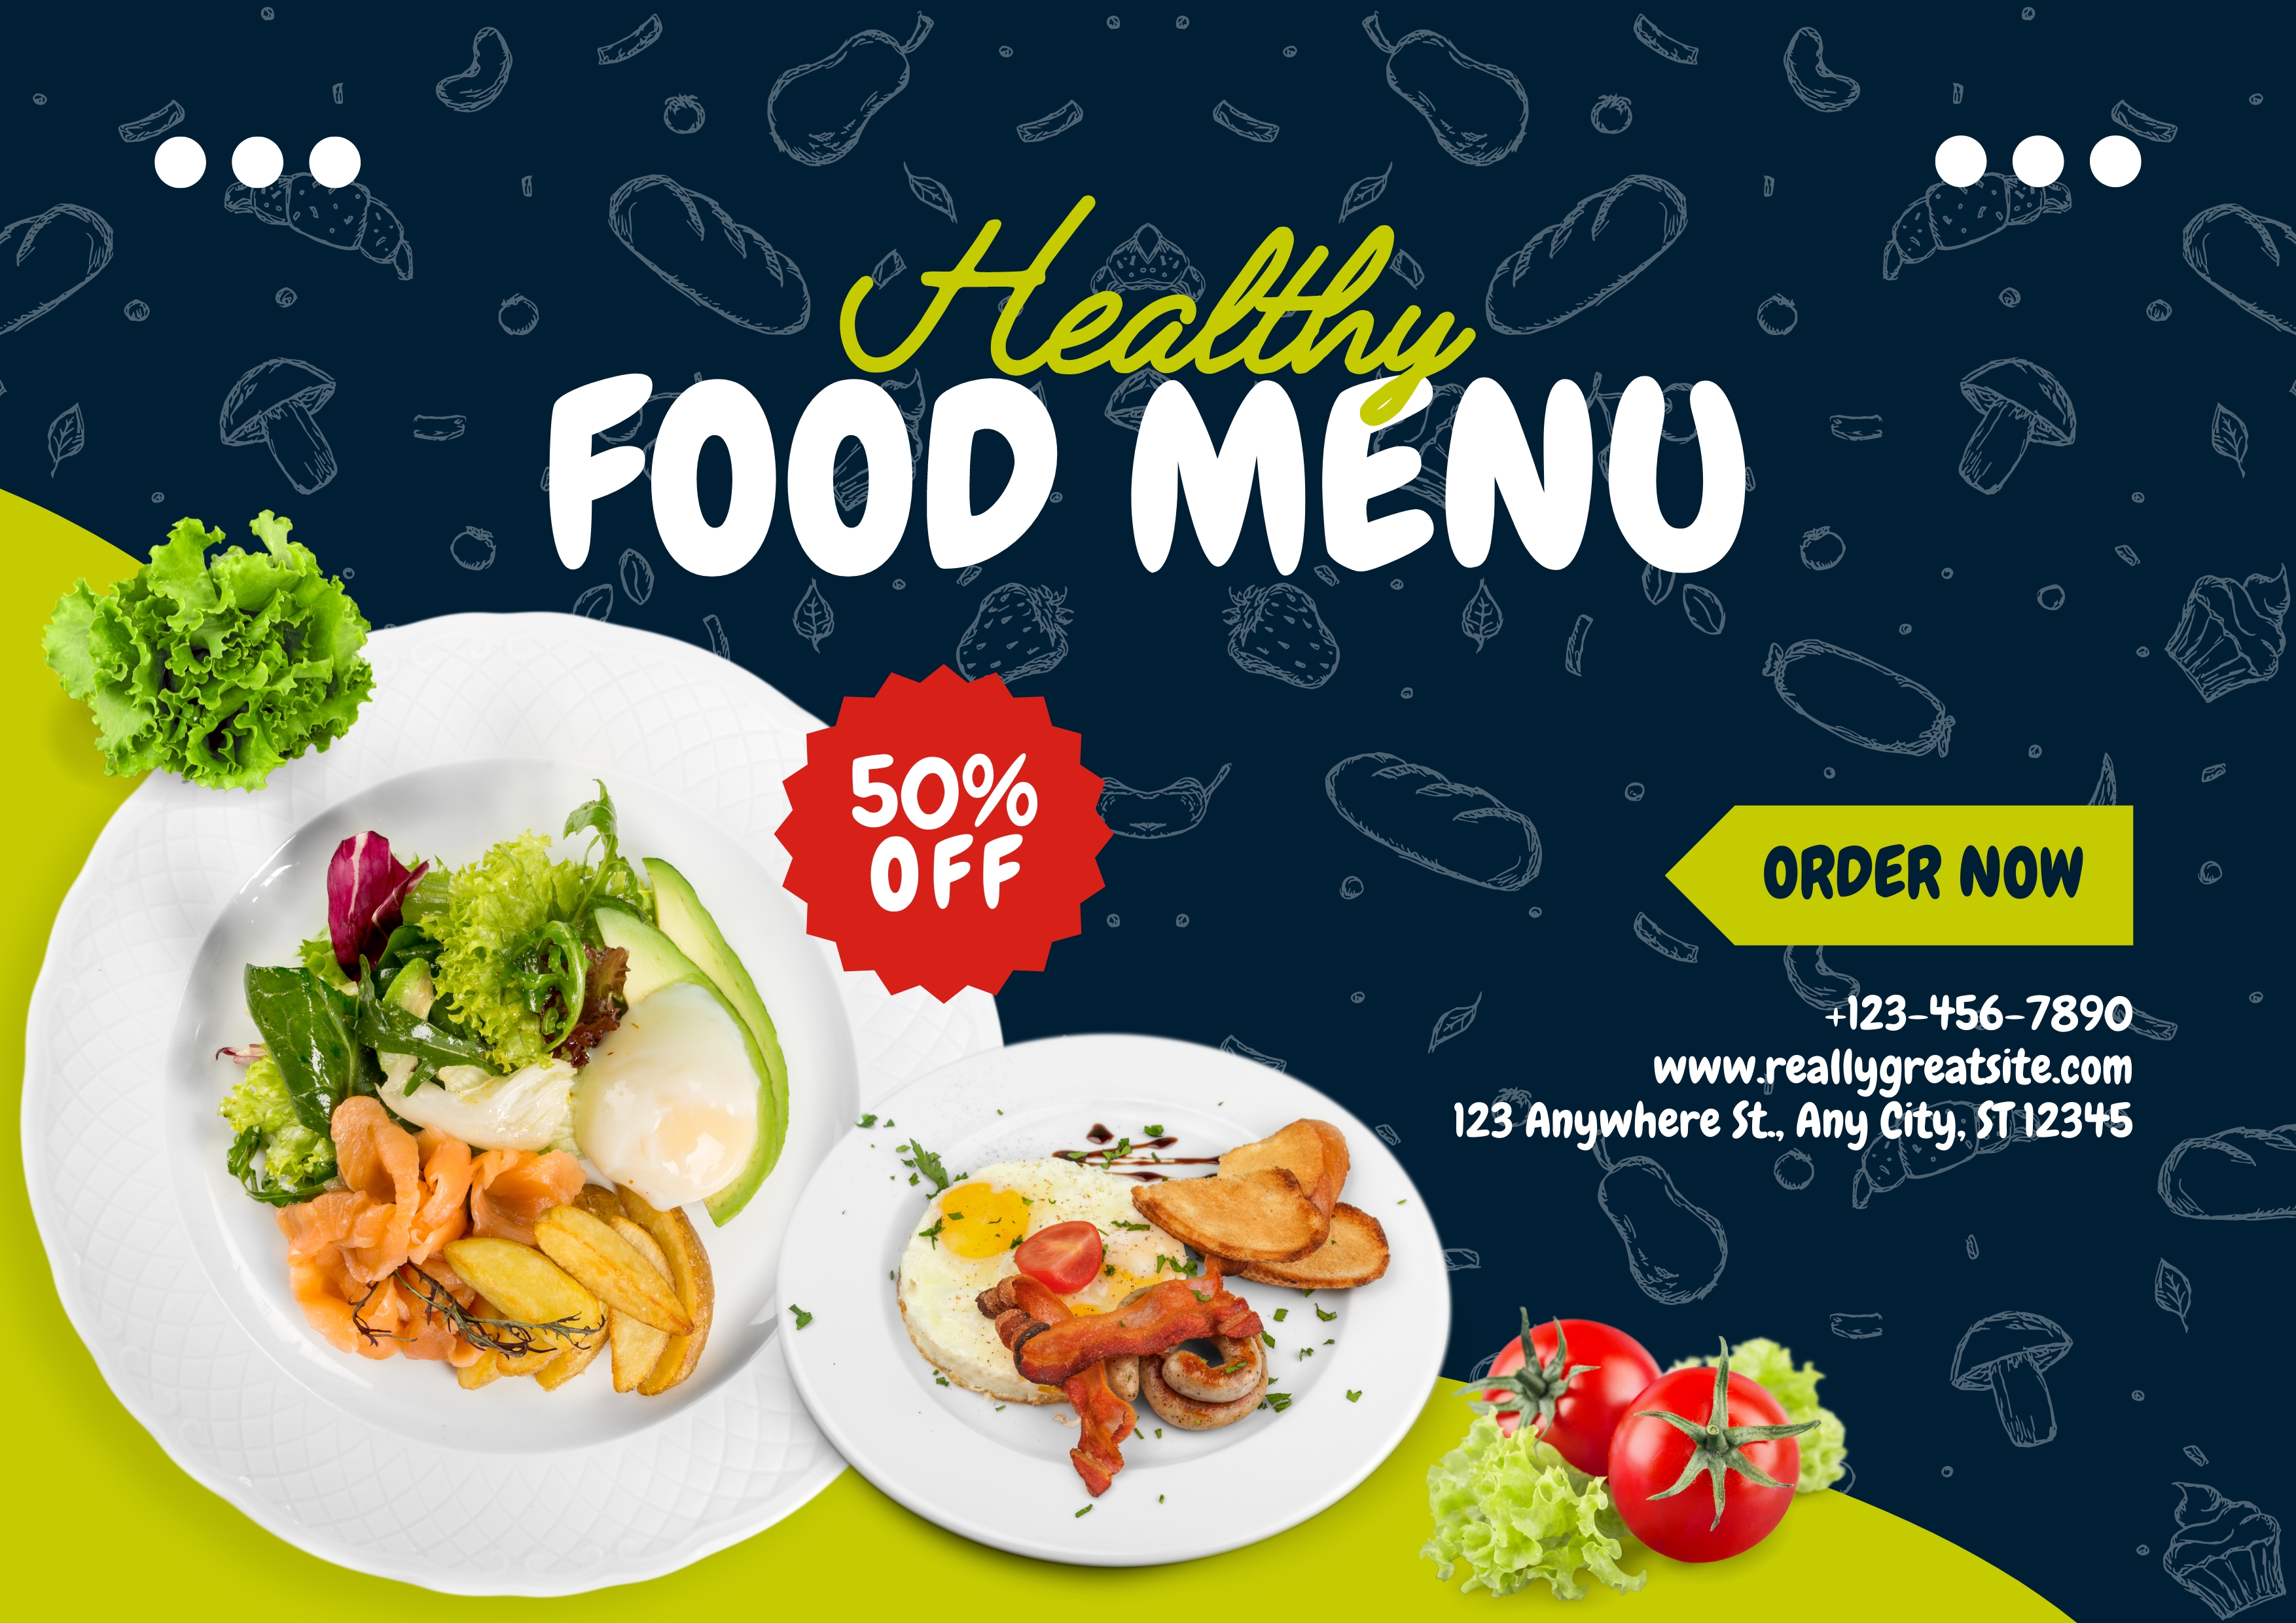 Healthy
FOOD MENU
50%
OFF
ORDER NOW
+123-456-7890
www.reallygreatsite.com
123 Anywhere St., Any City, ST 12345